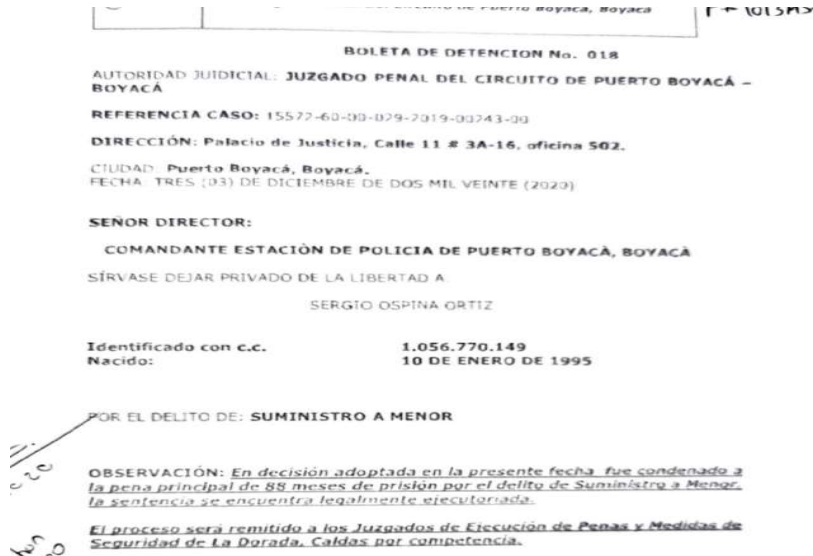 de Puerto Boyaca, Boyaca
BOLETA DE DETENCION No. 018
AUTORIDAD JUIDICIAL: JUZGADO PENAL DEL CIRCUITO DE PUERTO BOYACÁ –
BOYACÁ
REFERENCIA CASO: 15572-60-00-029-2019-00243-00
DIRECCIÓN: Palacio de Justicia, Calle 11 # 3A-16, oficina 502.
CIUDAD: Puerto Boyacá, Boyacá.
FECHA: TRES (03) DE DICIEMBRE DE DOS MIL VEINTE (2020)
SEÑOR DIRECTOR:
COMANDANTE ESTACIÒN DE POLICIA DE PUERTO BOYACÀ, BOYACÀ
SÍRVASE DEJAR PRIVADO DE LA LIBERTAD A
SERGIO OSPINA ORTIZ
Identificado con c.c. 1.056.770.149
Nacido: 10 DE ENERO DE 1995
POR EL DELITO DE: SUMINISTRO A MENOR
OBSERVACIÓN: En decisión adoptada en la presente fecha fue condenado a
la pena principal de 88 meses de prisión por el delito de Suministro a Menor,
la sentencia se encuentra legalmente ejecutoriada.
El proceso será remitido a los Juzgados de Ejecución de Penas y Medidas de
Seguridad de La Dorada, Caldas por competencia.